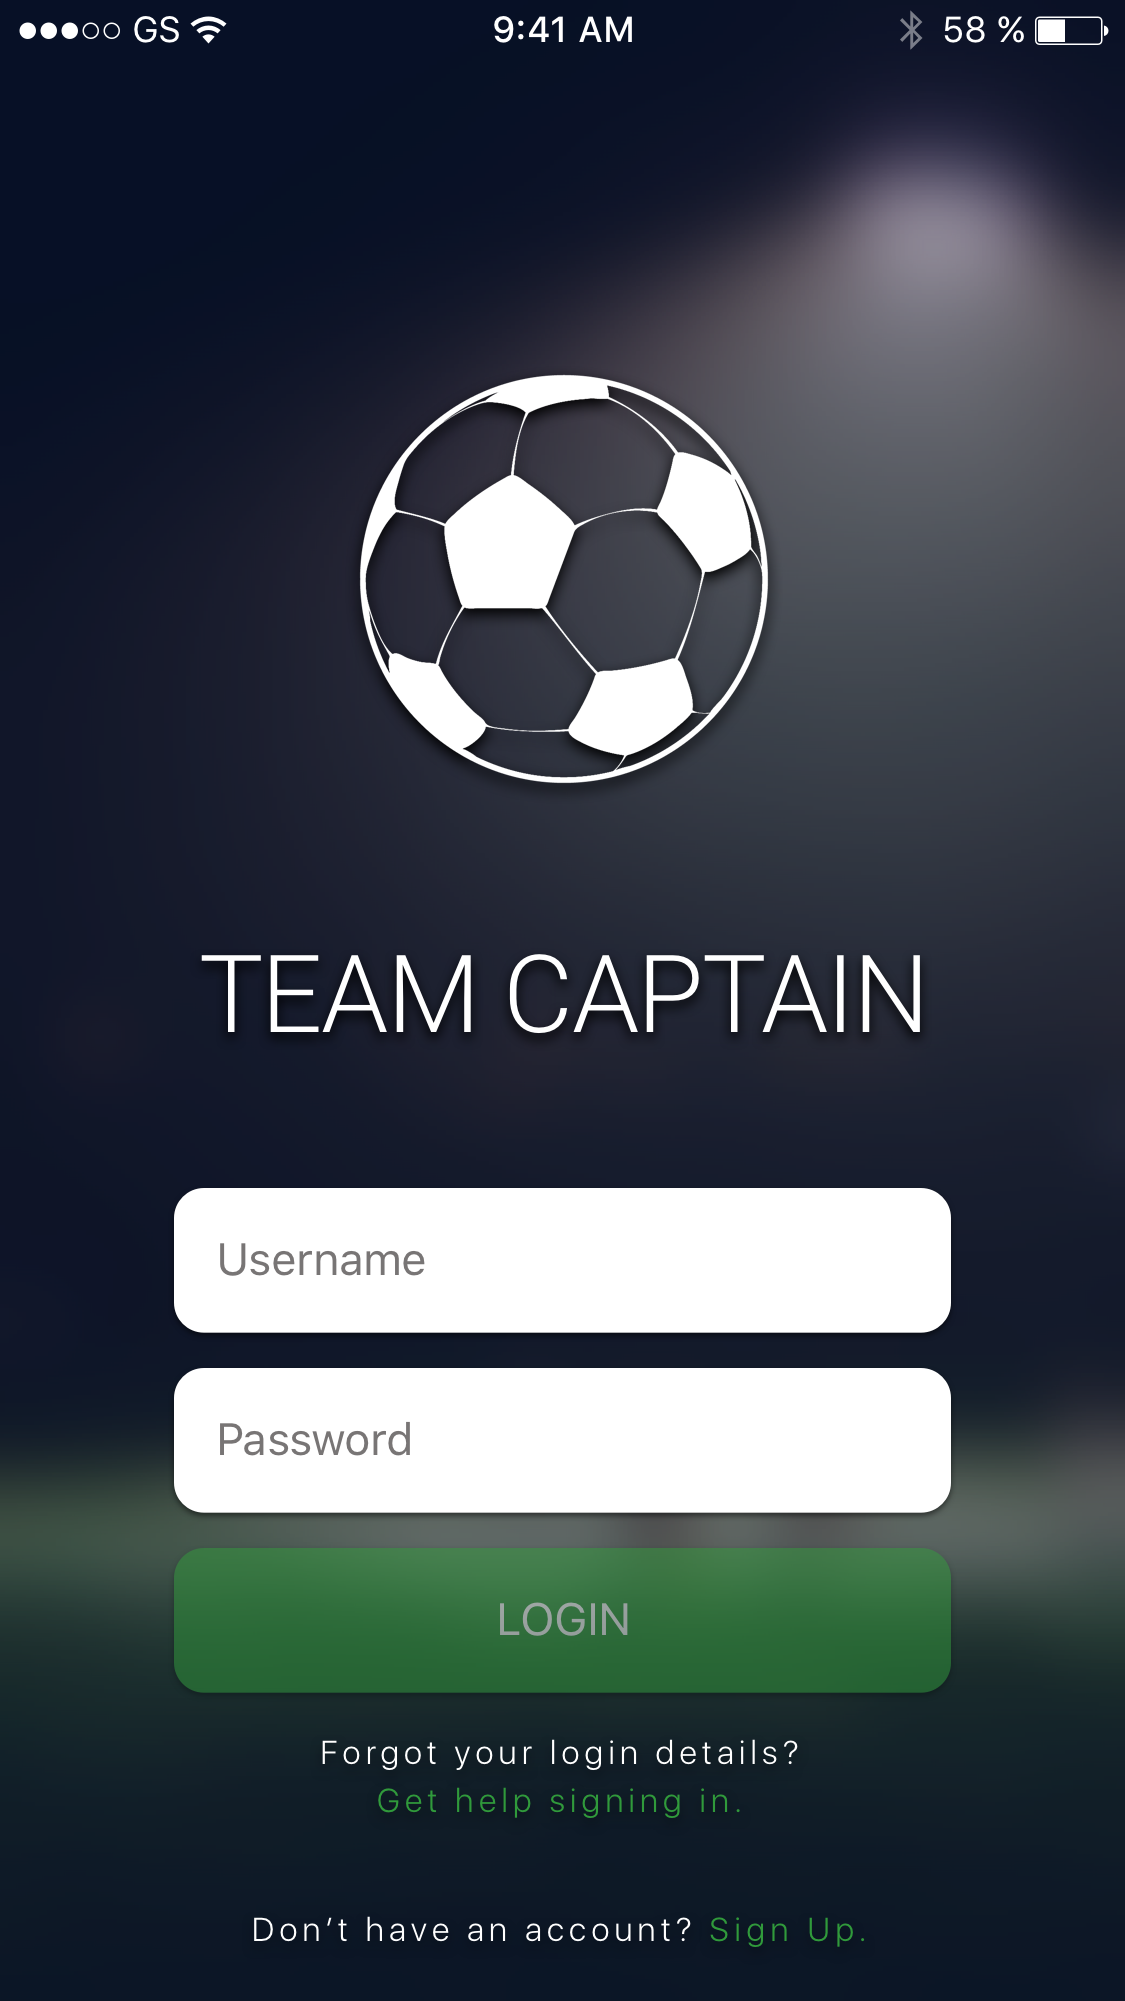 GS 9:41 AM 58 %
TEAM CAPTAIN
Username
Password
LOGIN
Forgot your login details?
Get help signing in.
Don’t have an account? Sign Up.